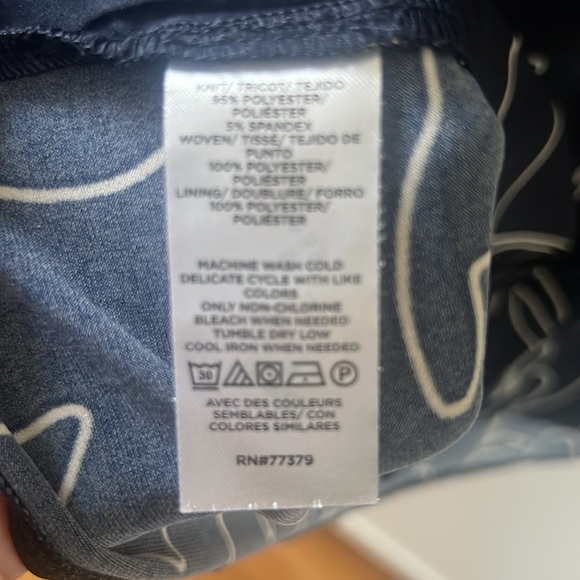 KNIT/ TRICOT/ TEJIDO
95% POLYESTER/
POLIÉSTER
5% SPANDEX
WOVEN/ TISSÉ/ TEJIDO DE
PUNTO
100% POLYESTER/
POLIÉSTER
LINING/ DOUBLURE/ FORRO
100% POLYESTER/
POLIÉSTER
MACHINE WASH COLD
DELICATE CYCLE WITH LIKE
COLORS
ONLY NON-CHLORINE
BLEACH WHEN NEEDED
TUMBLE DRY LOW
COOL IRON WHEN NEEDED
30 P
AVEC DES COULEURS
SEMBLABLES/ CON
COLORES SIMILARES
RN#77379